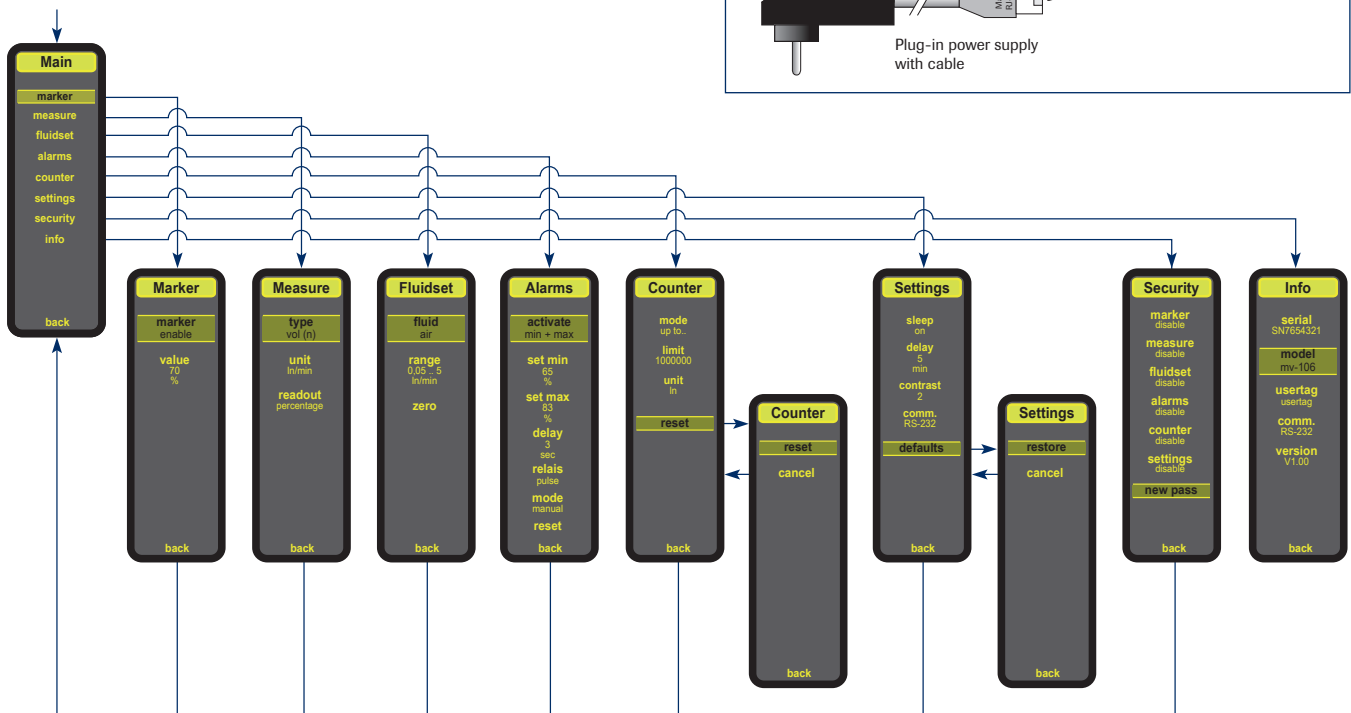 Ma
RJ
Plug-in power supply
with cable
Main
marker
measure
fluidset
alarms
counter
settings
security
info
back
Marker
marker
enable
value
70
%
back
Measure
type
vol (n)
unit
ln/min
readout
percentage
back
Fluidset
fluid
air
range
0,05 .. 5
ln/min
zero
back
Alarms
activate
min + max
set min
65
%
set max
83
%
delay
3
sec
relais
pulse
mode
manual
reset
back
Counter
mode
up to..
limit
1000000
unit
ln
reset
back
Counter
reset
cancel
back
Settings
sleep
on
delay
5
min
contrast
2
comm.
RS-232
defaults
back
Settings
restore
cancel
back
Security
marker
disable
measure
disable
fluidset
disable
alarms
disable
counter
disable
settings
disable
new pass
back
Info
serial
SN7654321
model
mv-106
usertag
usertag
comm.
RS-232
version
V1.00
back